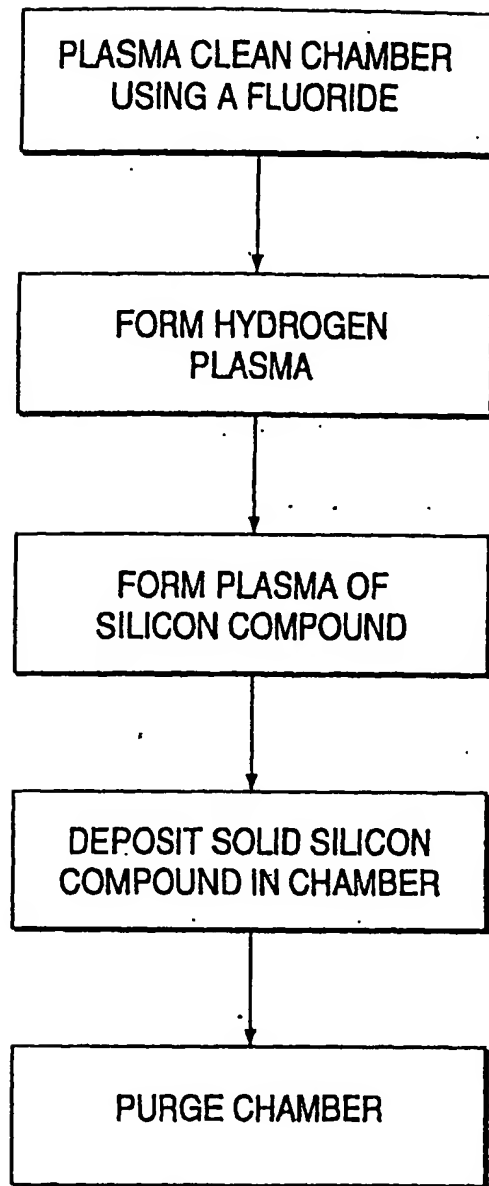 PLASMA CLEAN CHAMBER
USING A FLUORIDE
FORM HYDROGEN
PLASMA
FORM PLASMA OF
SILICON COMPOUND
DEPOSIT SOLID SILICON
COMPOUND IN CHAMBER
PURGE CHAMBER